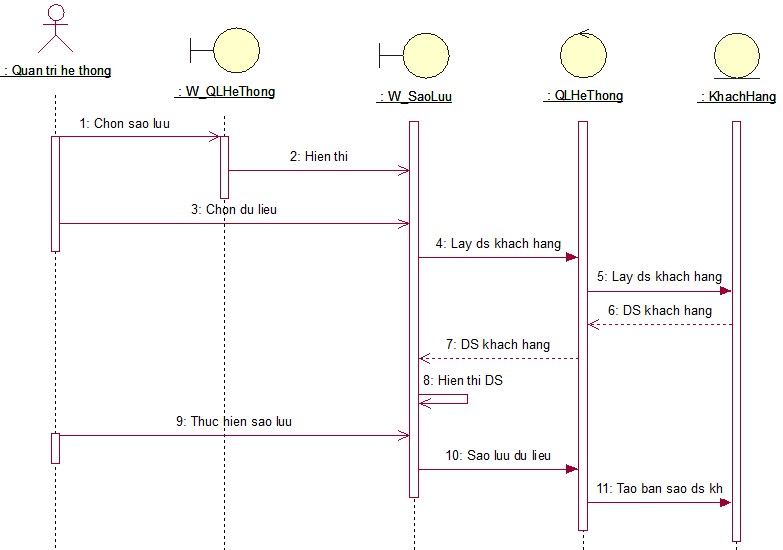 : Quan tri he thong
: W_QLHeThong
: W_SaoLuu
: QLHeThong
: KhachHang
1: Chon sao luu
2: Hien thi
3: Chon du lieu
4: Lay ds khach hang
5: Lay ds khach hang
6: DS khach hang
7: DS khach hang
8: Hien thi DS
9: Thuc hien sao luu
10: Sao luu du lieu
11: Tao ban sao ds kh